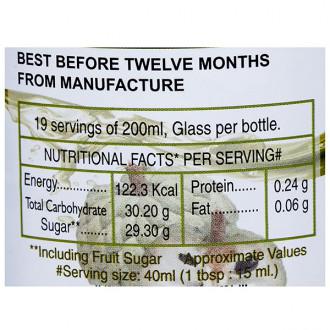 BEST BEFORE TWELVE MONTHS
FROM MANUFACTURE
19 servings of 200ml, Glass per bottle.
NUTRITIONAL FACTS* PER SERVING#
Energy.............. 122.3 Kcal
Total Carbohydrate 30.20 g
Sugar**........... 29.30 g
Protein...... 0.24 g
Fat............ 0.06 g
**Including Fruit Sugar Approximate Values
#Serving size: 40ml (1 tbsp : 15 ml.)